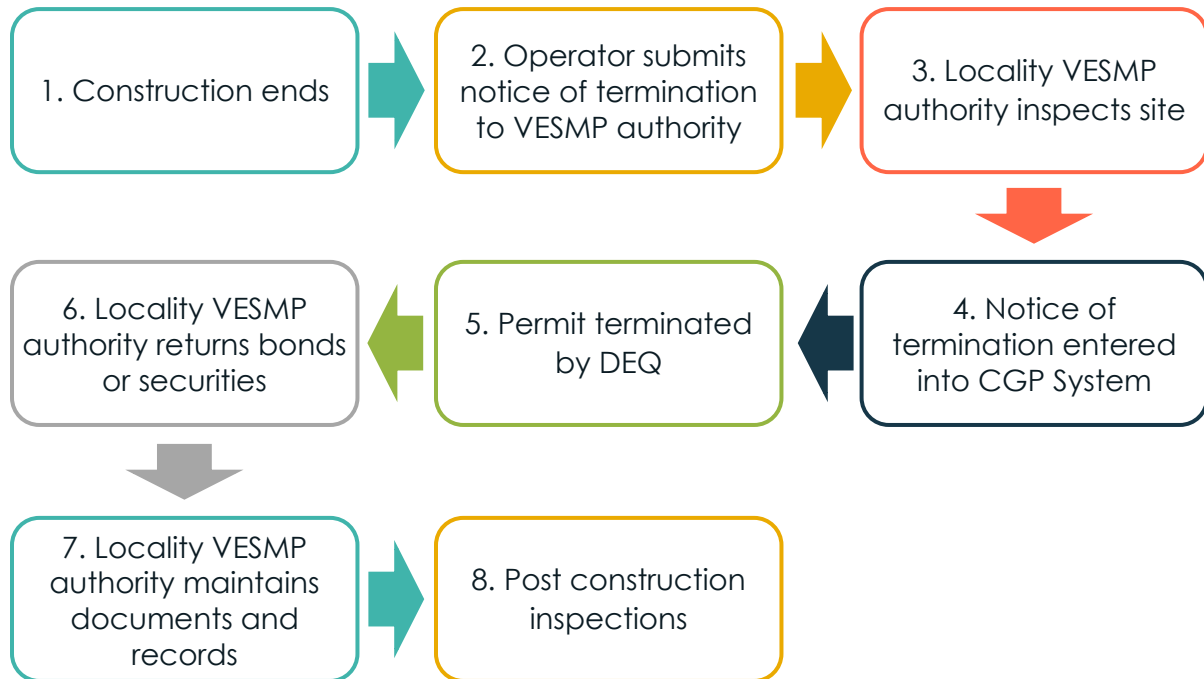 1. Construction ends
2. Operator submits
notice of termination
to VESMP authority
3. Locality VESMP
authority inspects site
4. Notice of
termination entered
into CGP System
5. Permit terminated
by DEQ
6. Locality VESMP
authority returns bonds
or securities
7. Locality VESMP
authority maintains
documents and
records
8. Post construction
inspections